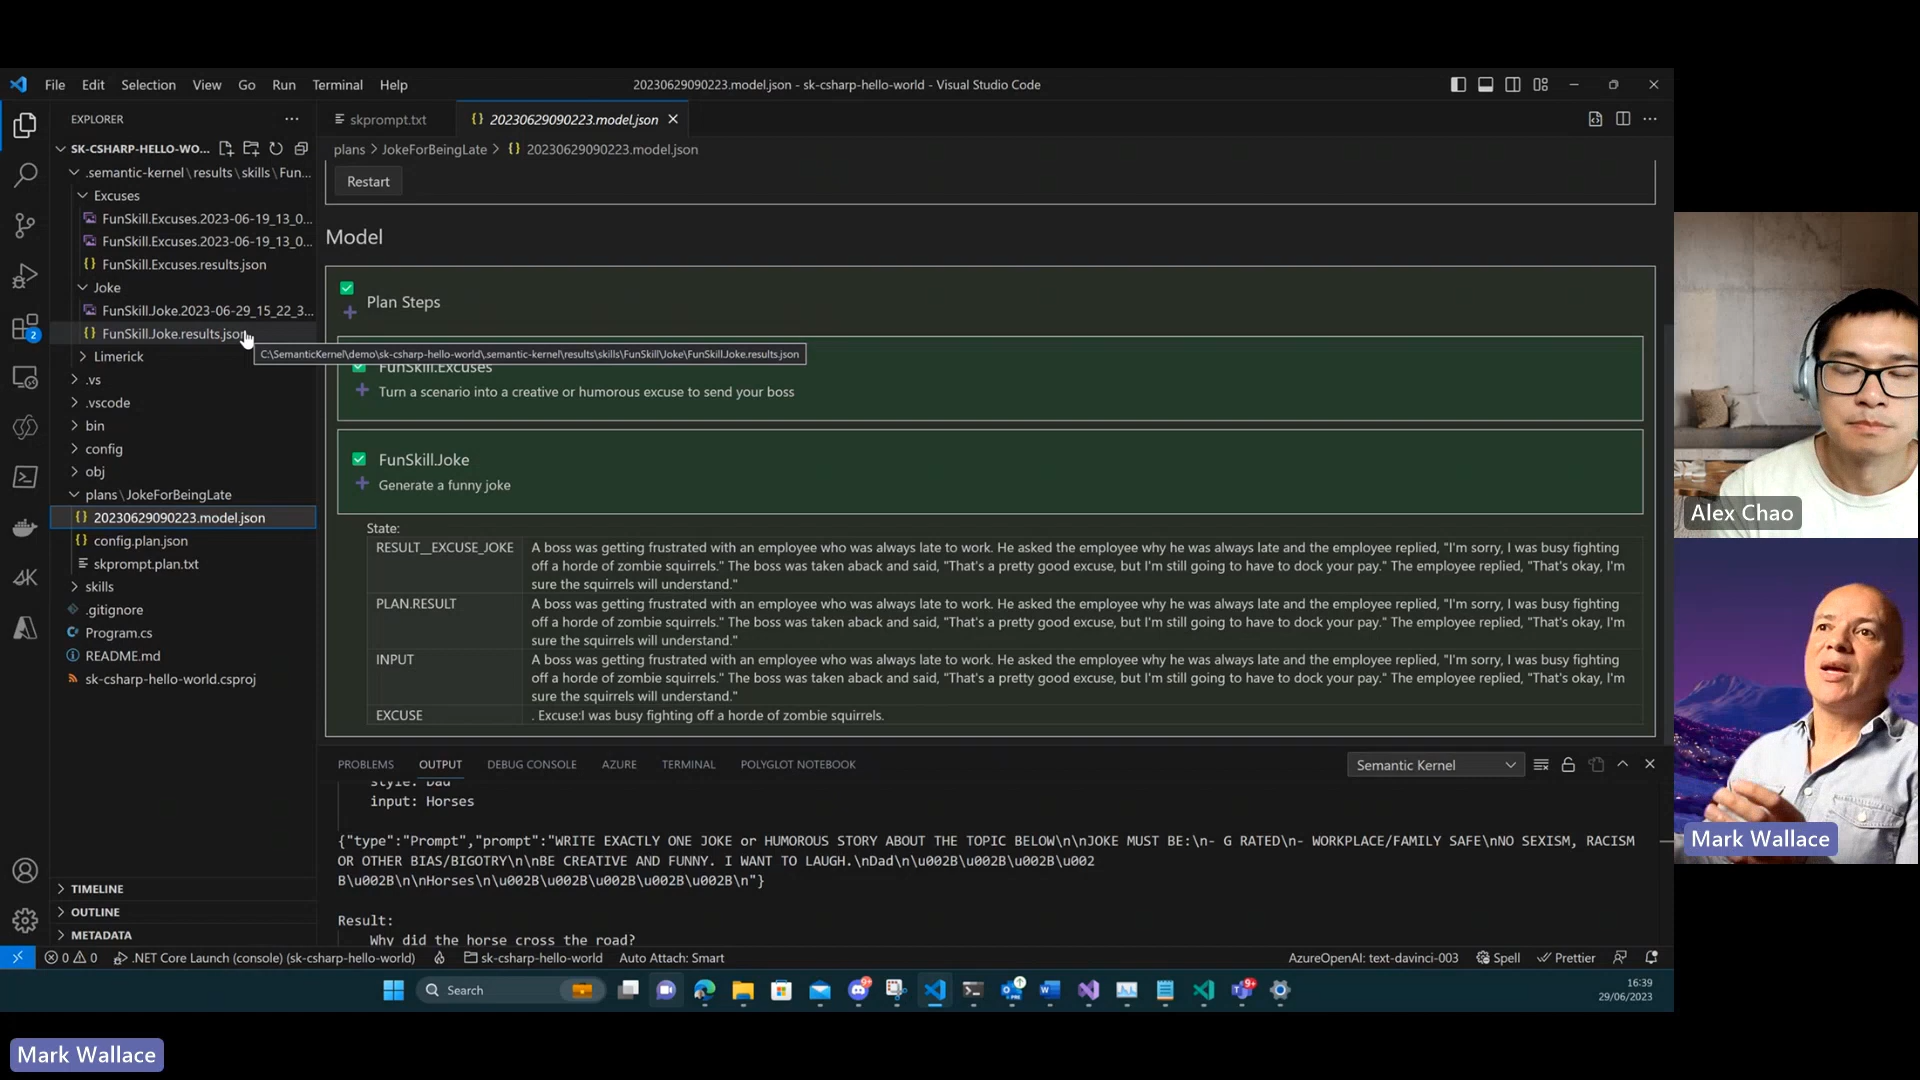 File Edit Selection View Go Run Terminal Help
20230629090223.model.json - sk-csharp-hello-world - Visual Studio Code
EXPLORER
SK-CSHARP-HELLO-WO...
.semantic-kernel\results\skills\Fun...
Excuses
FunSkill.Excuses.2023-06-19_13_0...
FunSkill.Excuses.2023-06-19_13_0...
FunSkill.Excuses.results.json
Joke
FunSkill.Joke.2023-06-29_15_22_3...
FunSkill.Joke.results.json
Limerick
.vs
.vscode
bin
config
obj
plans\JokeForBeingLate
20230629090223.model.json
config.plan.json
skprompt.plan.txt
skills
.gitignore
Program.cs
README.md
sk-csharp-hello-world.csproj
TIMELINE
OUTLINE
METADATA
2
skprompt.txt
20230629090223.model.json
plans > JokeForBeingLate > {} 20230629090223.model.json
Restart
Model
Plan Steps
C:\SemanticKernel\demo\sk-csharp-hello-world\.semantic-kernel\results\skills\FunSkill\Joke\FunSkill.Joke.results.json
FunSkill.Excuses
Turn a scenario into a creative or humorous excuse to send your boss
FunSkill.Joke
Generate a funny joke
State:
RESULT__EXCUSE_JOKE A boss was getting frustrated with an employee who was always late to work. He asked the employee why he was always late and the employee replied, "I'm sorry, I was busy fighting
off a horde of zombie squirrels." The boss was taken aback and said, "That's a pretty good excuse, but I'm still going to have to dock your pay." The employee replied, "That's okay, I'm
sure the squirrels will understand."
PLAN.RESULT A boss was getting frustrated with an employee who was always late to work. He asked the employee why he was always late and the employee replied, "I'm sorry, I was busy fighting
off a horde of zombie squirrels." The boss was taken aback and said, "That's a pretty good excuse, but I'm still going to have to dock your pay." The employee replied, "That's okay, I'm
sure the squirrels will understand."
INPUT A boss was getting frustrated with an employee who was always late to work. He asked the employee why he was always late and the employee replied, "I'm sorry, I was busy fighting
off a horde of zombie squirrels." The boss was taken aback and said, "That's a pretty good excuse, but I'm still going to have to dock your pay." The employee replied, "That's okay, I'm
sure the squirrels will understand."
EXCUSE . Excuse:I was busy fighting off a horde of zombie squirrels.
PROBLEMS OUTPUT DEBUG CONSOLE AZURE TERMINAL POLYGLOT NOTEBOOK
Semantic Kernel
style: Dad
input: Horses
{"type":"Prompt","prompt":"WRITE EXACTLY ONE JOKE or HUMOROUS STORY ABOUT THE TOPIC BELOW\n\nJOKE MUST BE:\n- G RATED\n- WORKPLACE/FAMILY SAFE\nNO SEXISM, RACISM
OR OTHER BIAS/BIGOTRY\n\nBE CREATIVE AND FUNNY. I WANT TO LAUGH.\nDad\n\u002B\u002B\u002B\u002
B\u002B\n\nHorses\n\u002B\u002B\u002B\u002B\u002B\n"}
Result:
Why did the horse cross the road?
0 0 .NET Core Launch (console) (sk-csharp-hello-world) sk-csharp-hello-world Auto Attach: Smart
AzureOpenAI: text-davinci-003 Spell Prettier
Search
16:39
29/06/2023
Alex Chao
Mark Wallace
Mark Wallace